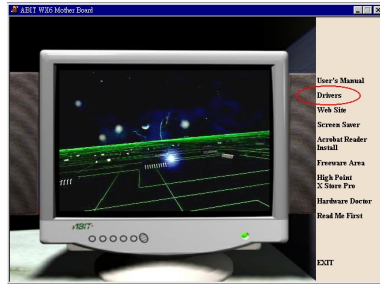 ABIT WX6 Mother Board
User's Manual
Drivers
Web Site
Screen Saver
Acrobat Reader
Install
Freeware Area
High Point
X Store Pro
Hardware Doctor
Read Me First
EXIT
ABIT